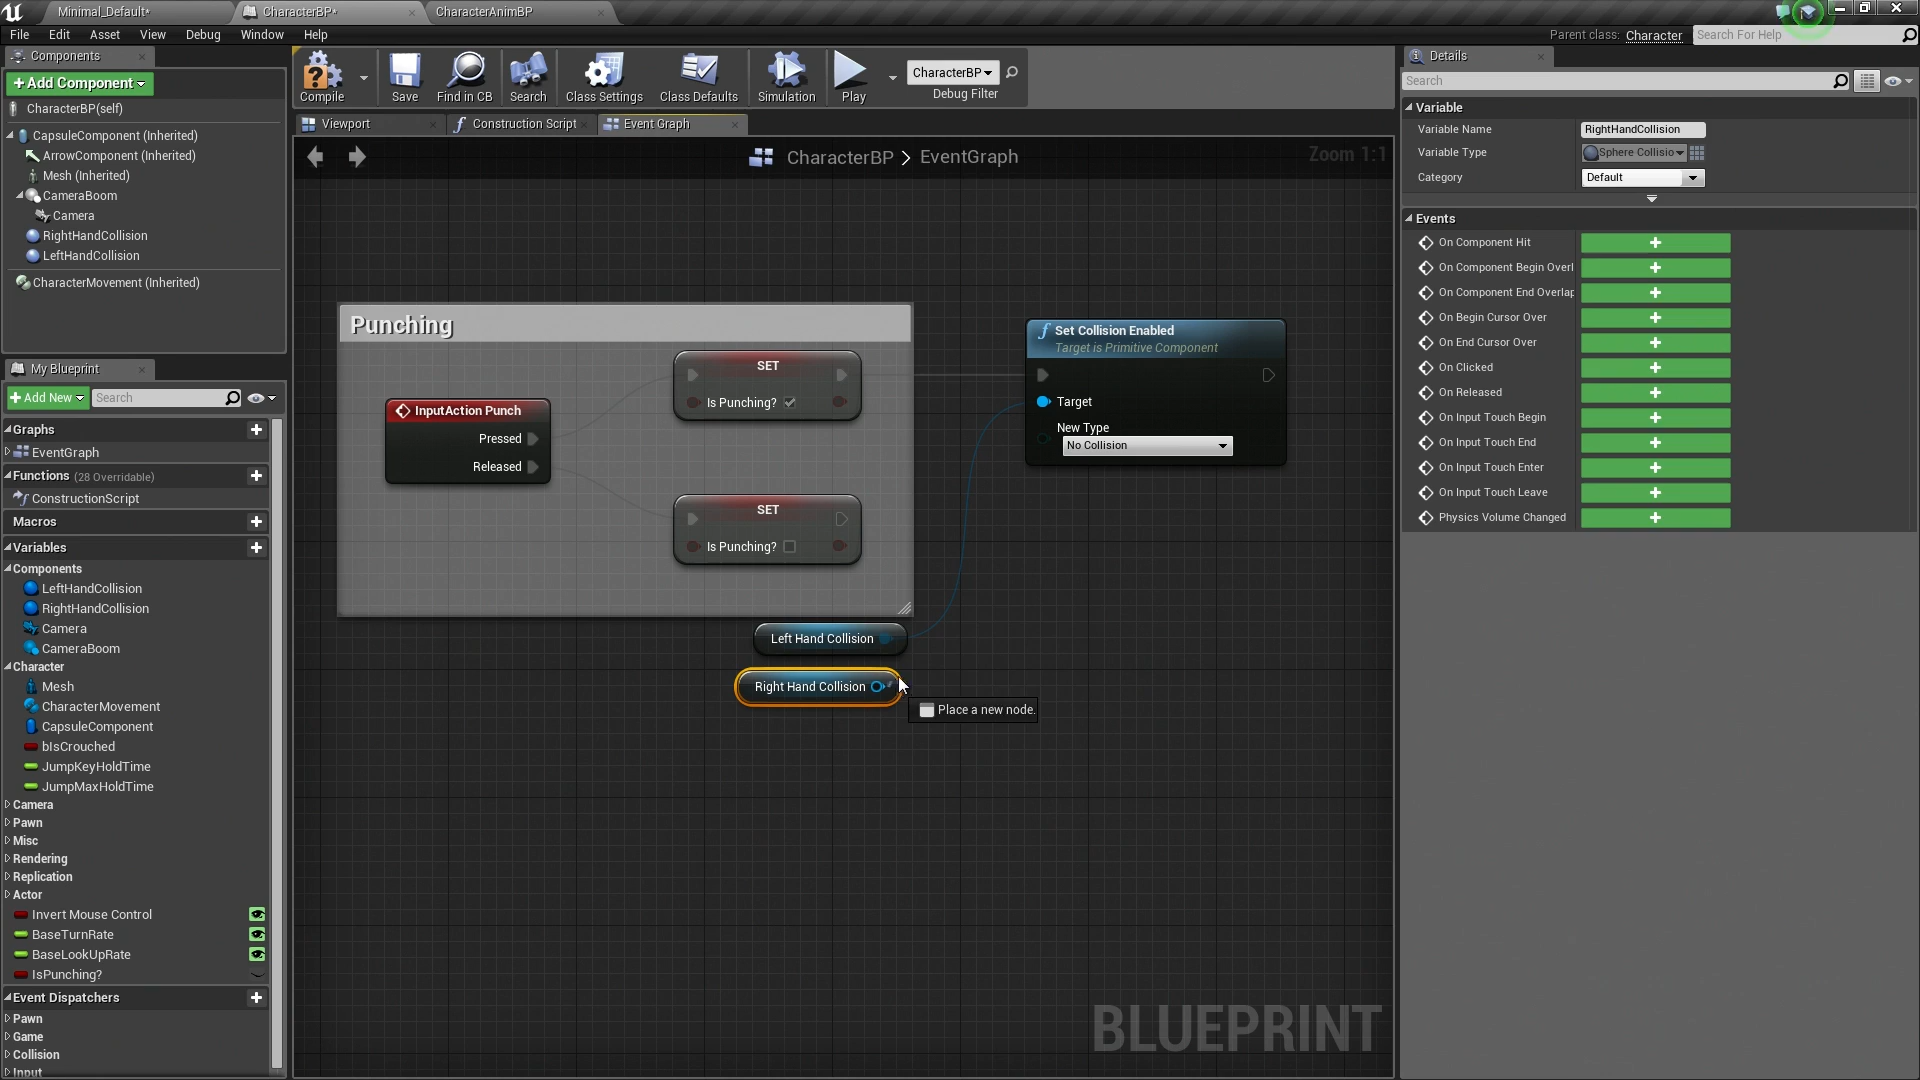 Minimal_Default*
CharacterBP*
CharacterAnimBP
File Edit Asset View Debug Window Help
Parent class: Character
Search For Help
Components
+Add Component
CharacterBP(self)
CapsuleComponent (Inherited)
ArrowComponent (Inherited)
Mesh (Inherited)
CameraBoom
Camera
RightHandCollision
LeftHandCollision
CharacterMovement (Inherited)
My Blueprint
+Add New
Search
Graphs
EventGraph
Functions (28 Overridable)
ConstructionScript
Macros
Variables
Components
LeftHandCollision
RightHandCollision
Camera
CameraBoom
Character
Mesh
CharacterMovement
CapsuleComponent
bIsCrouched
JumpKeyHoldTime
JumpMaxHoldTime
Camera
Pawn
Misc
Rendering
Replication
Actor
Invert Mouse Control
BaseTurnRate
BaseLookUpRate
IsPunching?
Event Dispatchers
Pawn
Game
Collision
Input
Compile
Save
Find in CB
Search
Class Settings
Class Defaults
Simulation
Play
CharacterBP
Debug Filter
Viewport
Construction Script
Event Graph
CharacterBP > EventGraph
Zoom 1:1
Punching
InputAction Punch
Pressed
Released
SET
Is Punching?
SET
Is Punching?
Set Collision Enabled
Target is Primitive Component
Target
New Type
No Collision
Left Hand Collision
Right Hand Collision
Place a new node.
BLUEPRINT
Details
Search
Variable
Variable Name RightHandCollision
Variable Type Sphere Collisio
Category Default
Events
On Component Hit
On Component Begin Overl
On Component End Overlap
On Begin Cursor Over
On End Cursor Over
On Clicked
On Released
On Input Touch Begin
On Input Touch End
On Input Touch Enter
On Input Touch Leave
Physics Volume Changed